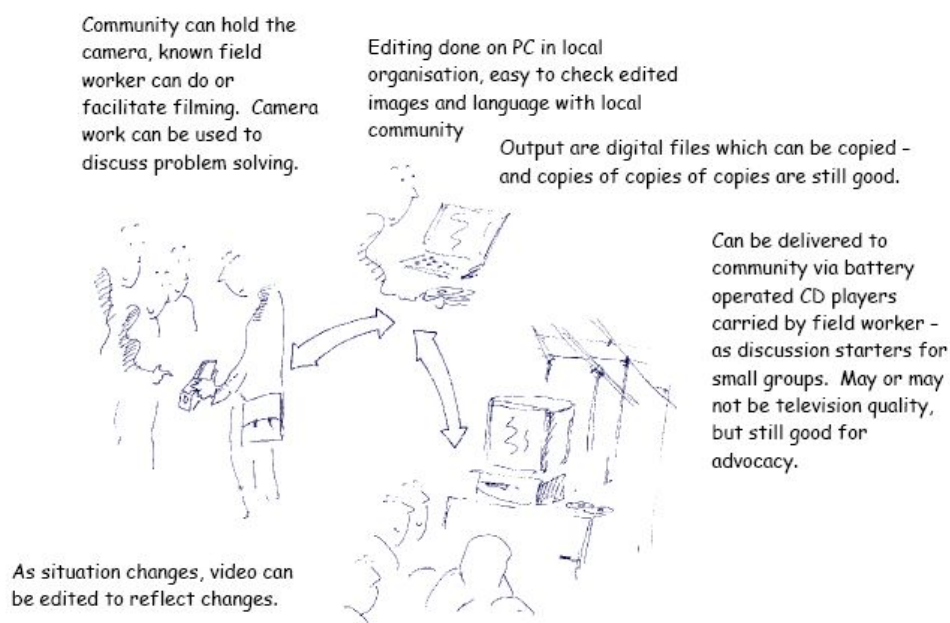 Community can hold the
camera, known field
worker can do or
facilitate filming.  Camera
work can be used to
discuss problem solving.
Editing done on PC in local
organisation, easy to check edited
images and language with local
community
Output are digital files which can be copied -
and copies of copies of copies are still good.
Can be delivered to
community via battery
operated CD players
carried by field worker -
as discussion starters for
small groups.  May or may
not be television quality,
but still good for
advocacy.
As situation changes, video can
be edited to reflect changes.